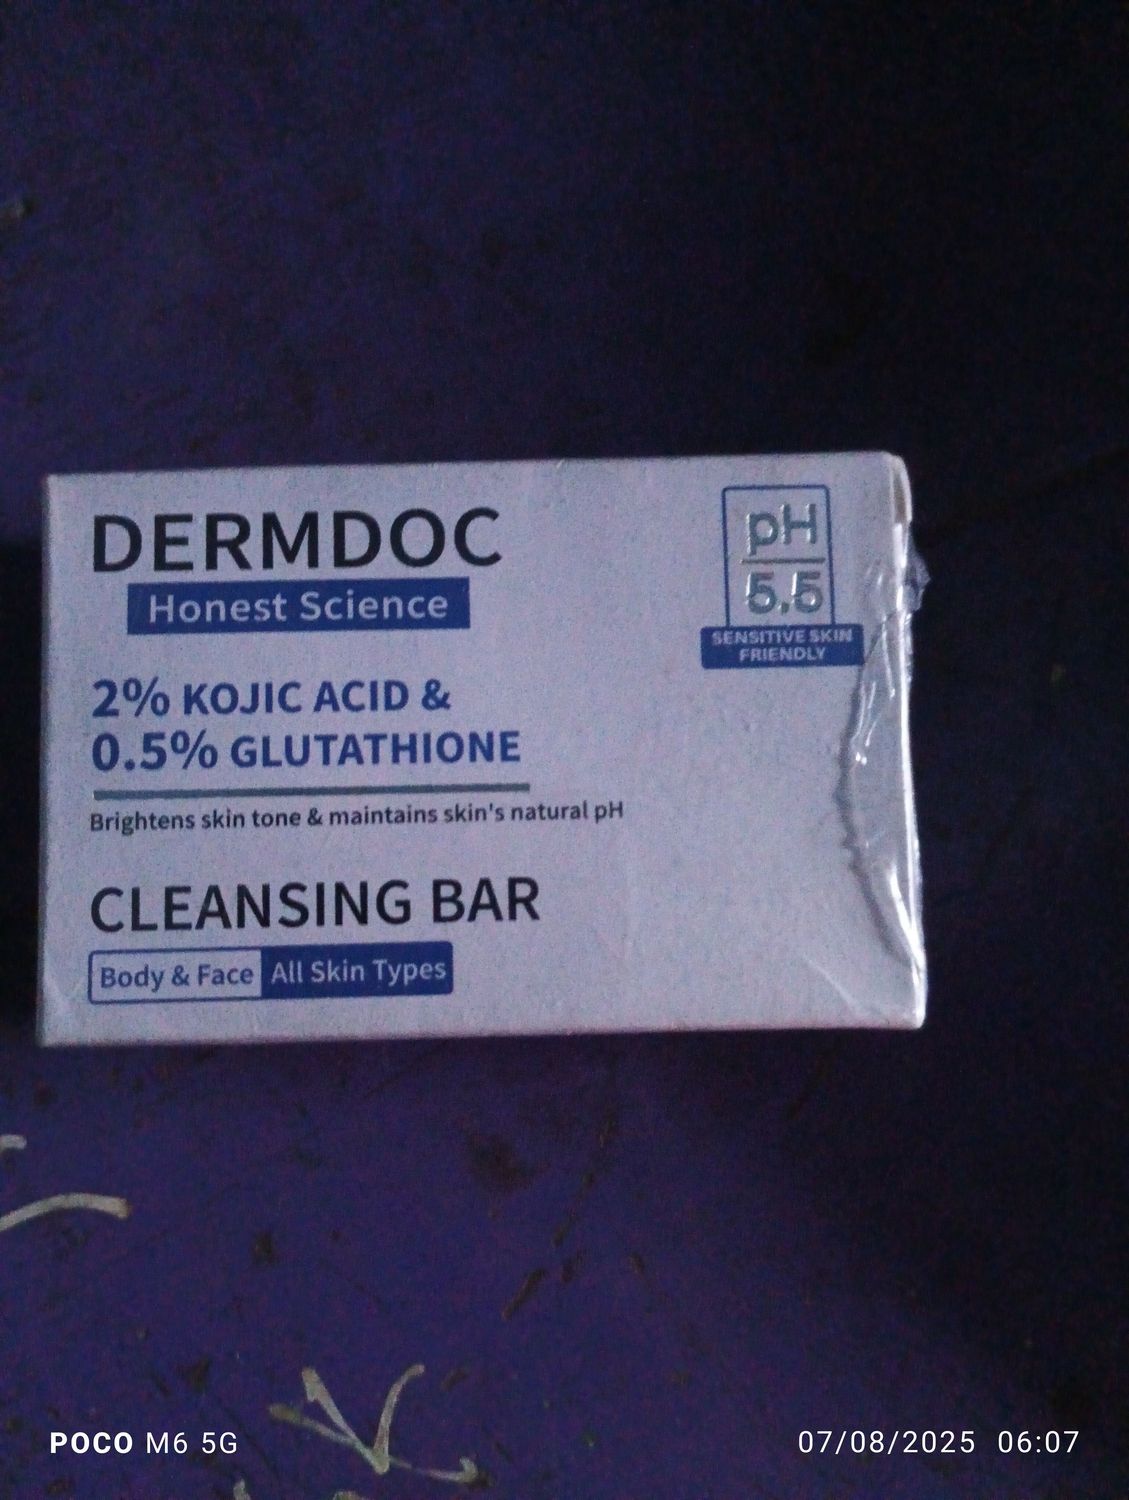 DERMDOC
Honest Science
pH
5.5
SENSITIVE SKIN
FRIENDLY
2% KOJIC ACID &
0.5% GLUTATHIONE
Brightens skin tone & maintains skin's natural pH
CLEANSING BAR
Body & Face All Skin Types
POCO M6 5G
07/08/2025 06:07